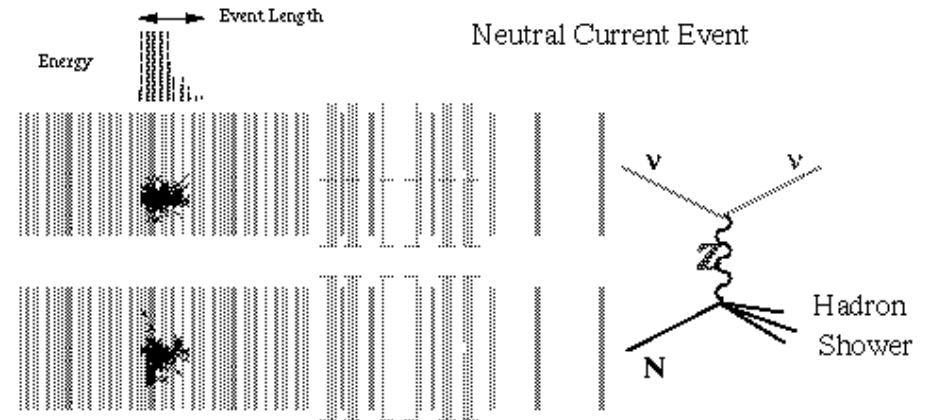 Event Length
Neutral Current Event
Energy
ν ν
Z
Hadron
Shower
N